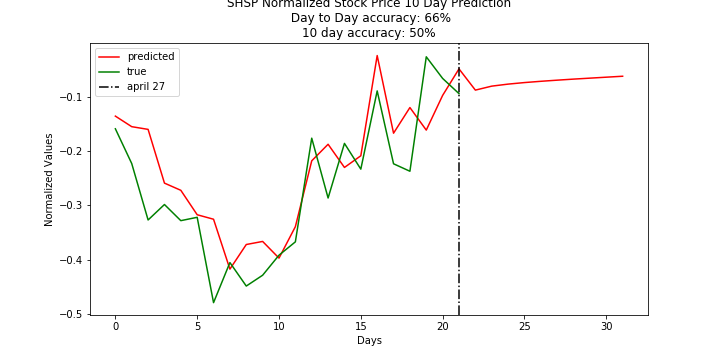 SHSP Normalized Stock Price 10 Day Prediction
Day to Day accuracy: 66%
10 day accuracy: 50%
predicted
true
april 27
Normalized Values
−0.1
−0.2
−0.3
−0.4
−0.5
0
5
10
15
20
25
30
Days